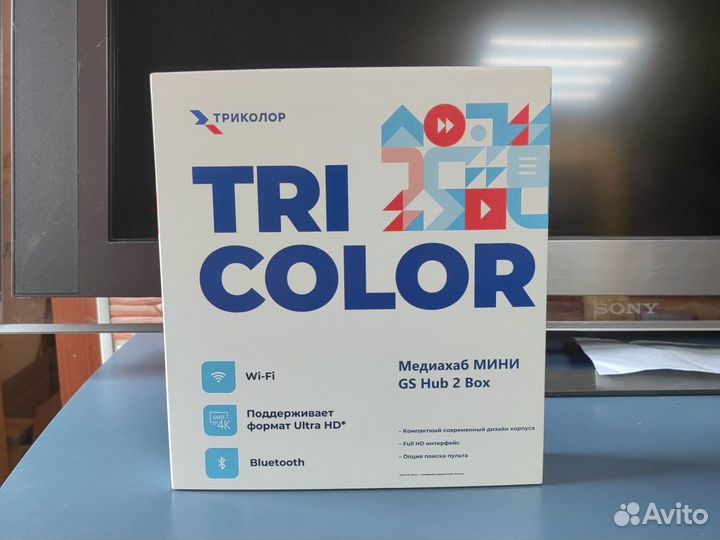 ТРИКОЛОР
TRI
COLOR
Wi-Fi
UHD
4K
Поддерживает
формат Ultra HD*
Bluetooth
Медиахаб МИНИ
GS Hub 2 Box
– Компактный современный дизайн корпуса
– Full HD интерфейс
– Опция поиска пульта
SONY
Avito